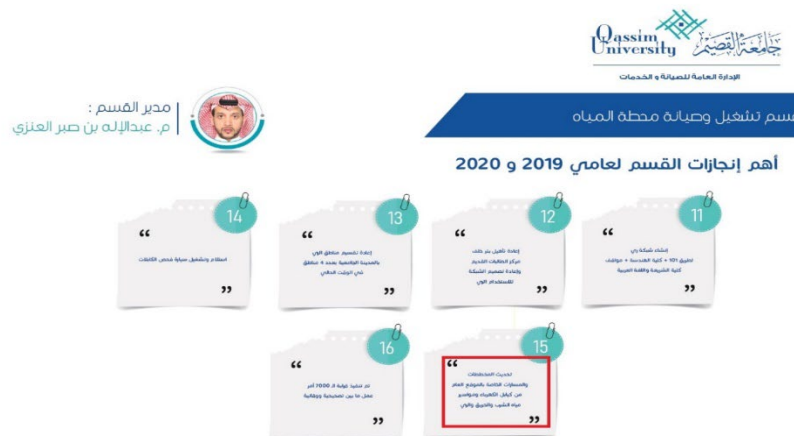 Qassim
University
جامعة القصيم
الإدارة العامة للصيانة و الخدمات
قسم تشغيل وصيانة محطة المياه
مدير القسم :
م. عبدالإله بن صبر العنزي
أهم إنجازات القسم لعامي 2019 و 2020
11
“
إنشاء شبكة ري
تطبيق 101 + كلية الهندسة + مواقف
كلية الشريعة واللغة العربية
”
12
“
إعادة تأهيل بئر خلف
مركز الطالبات القديم
وإعادة تصميم الشبكة
للاستخدام الري
”
13
“
إعادة تقسيم مناطق الري
بالمدينة الجامعية بعدد ٨ مناطق
في الوقت الحالي
”
14
“
استلام وتشغيل سيارة فحص الكابلات
”
15
“
تحديث المخططات
والمسارات الخاصة بالموقع العام
من كيابل الكهرباء ومواسير
مياه الشرب والحريق والري
”
16
“
تم تنفيذ قرابة الـ 7000 أمر
عمل ما بين تصحيحية ووقائية
”